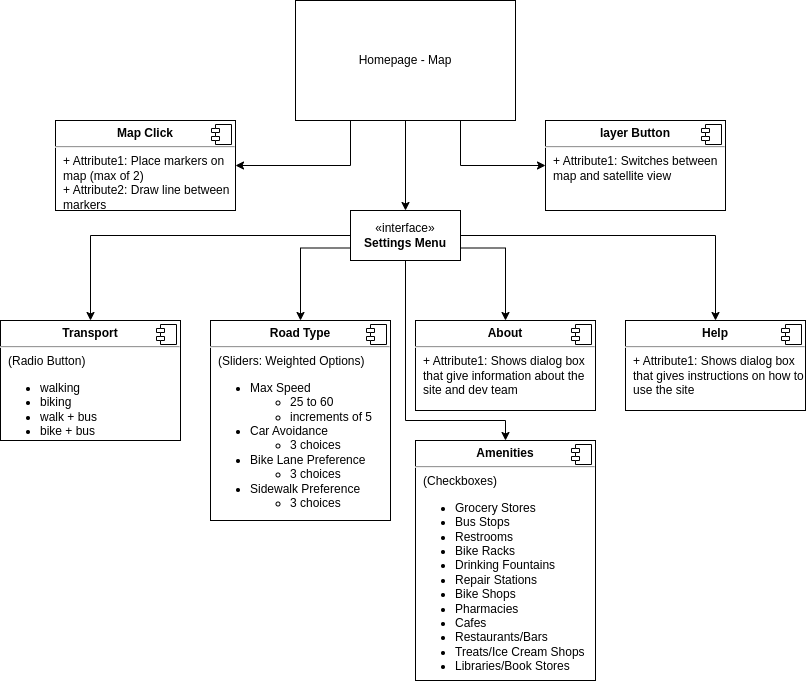 Homepage - Map
Map Click
+ Attribute1: Place markers on
map (max of 2)
+ Attribute2: Draw line between
markers
layer Button
+ Attribute1: Switches between
map and satellite view
«interface»
Settings Menu
Transport
(Radio Button)
walking
biking
walk + bus
bike + bus
Road Type
(Sliders: Weighted Options)
Max Speed
25 to 60
increments of 5
Car Avoidance
3 choices
Bike Lane Preference
3 choices
Sidewalk Preference
3 choices
About
+ Attribute1: Shows dialog box
that give information about the
site and dev team
Help
+ Attribute1: Shows dialog box
that gives instructions on how to
use the site
Amenities
(Checkboxes)
Grocery Stores
Bus Stops
Restrooms
Bike Racks
Drinking Fountains
Repair Stations
Bike Shops
Pharmacies
Cafes
Restaurants/Bars
Treats/Ice Cream Shops
Libraries/Book Stores